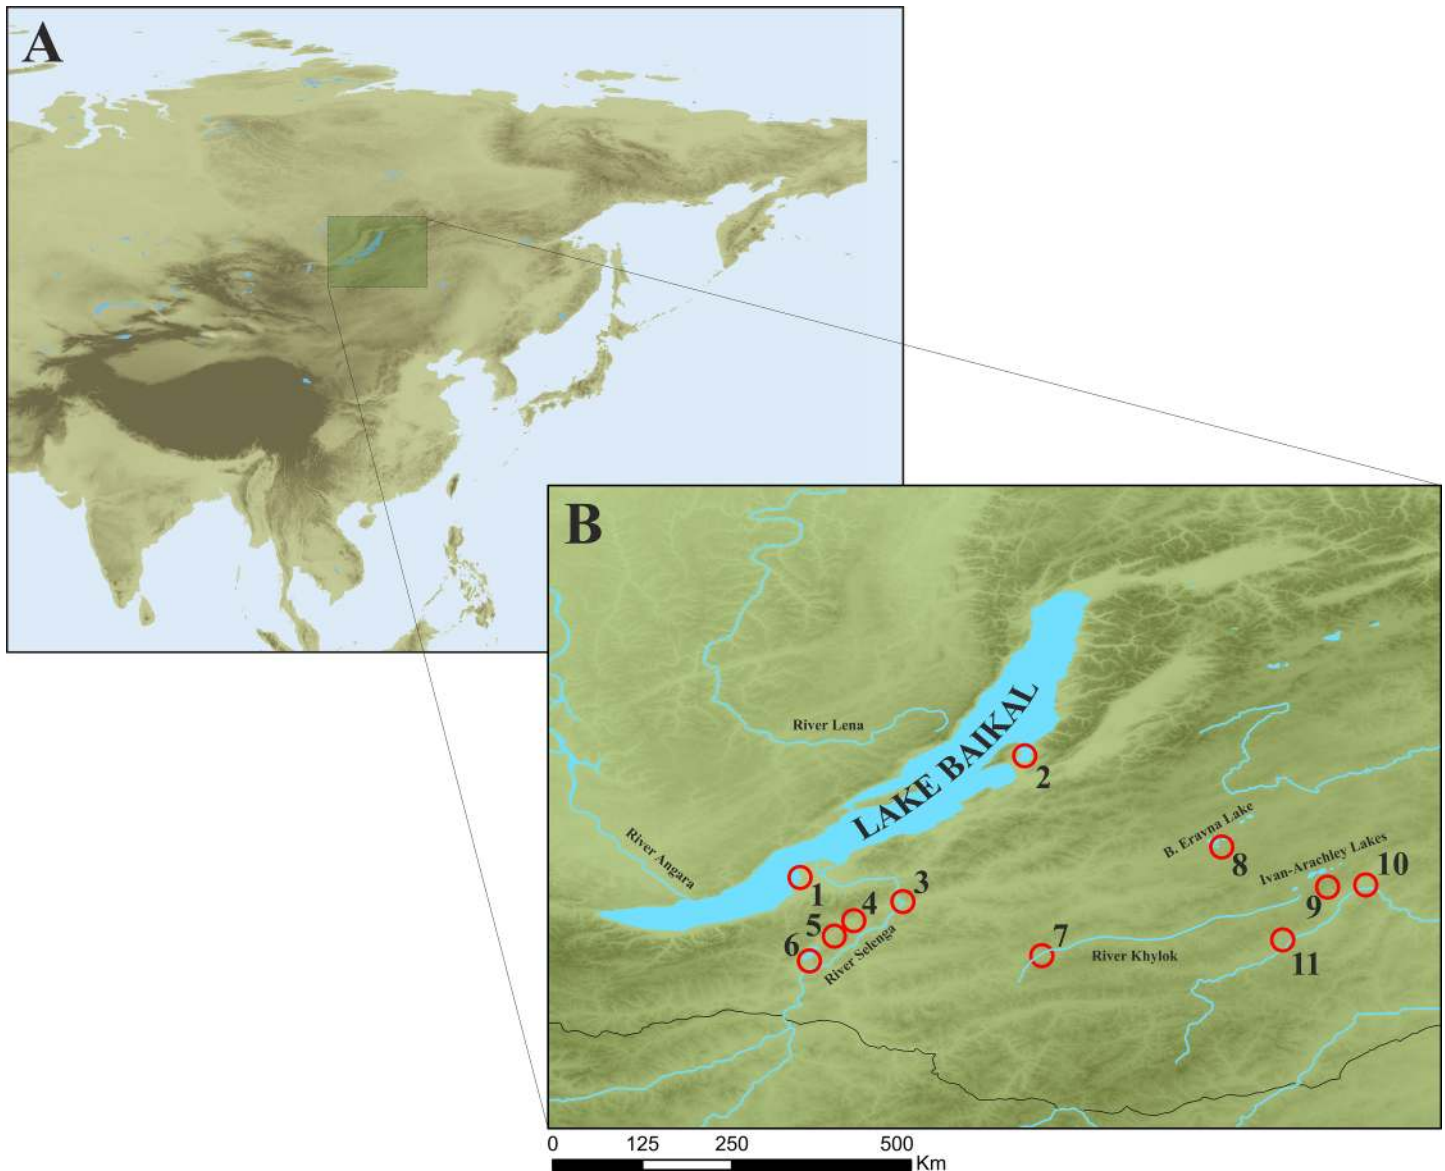 A
B
River Lena
LAKE BAIKAL
2
B. Eravna Lake
8
Ivan-Arachley Lakes
10
9
River Angara
1
3
4
5
6
River Selenga
7
River Khylok
11
0 125 250 500
Km